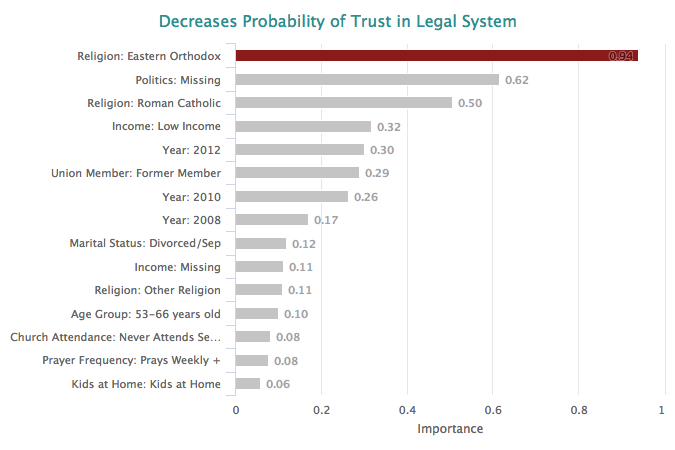 Decreases Probability of Trust in Legal System
Religion: Eastern Orthodox 0.94
Politics: Missing 0.62
Religion: Roman Catholic 0.50
Income: Low Income 0.32
Year: 2012 0.30
Union Member: Former Member 0.29
Year: 2010 0.26
Year: 2008 0.17
Marital Status: Divorced/Sep 0.12
Income: Missing 0.11
Religion: Other Religion 0.11
Age Group: 53-66 years old 0.10
Church Attendance: Never Attends Se... 0.08
Prayer Frequency: Prays Weekly + 0.08
Kids at Home: Kids at Home 0.06
0 0.2 0.4 0.6 0.8 1
Importance